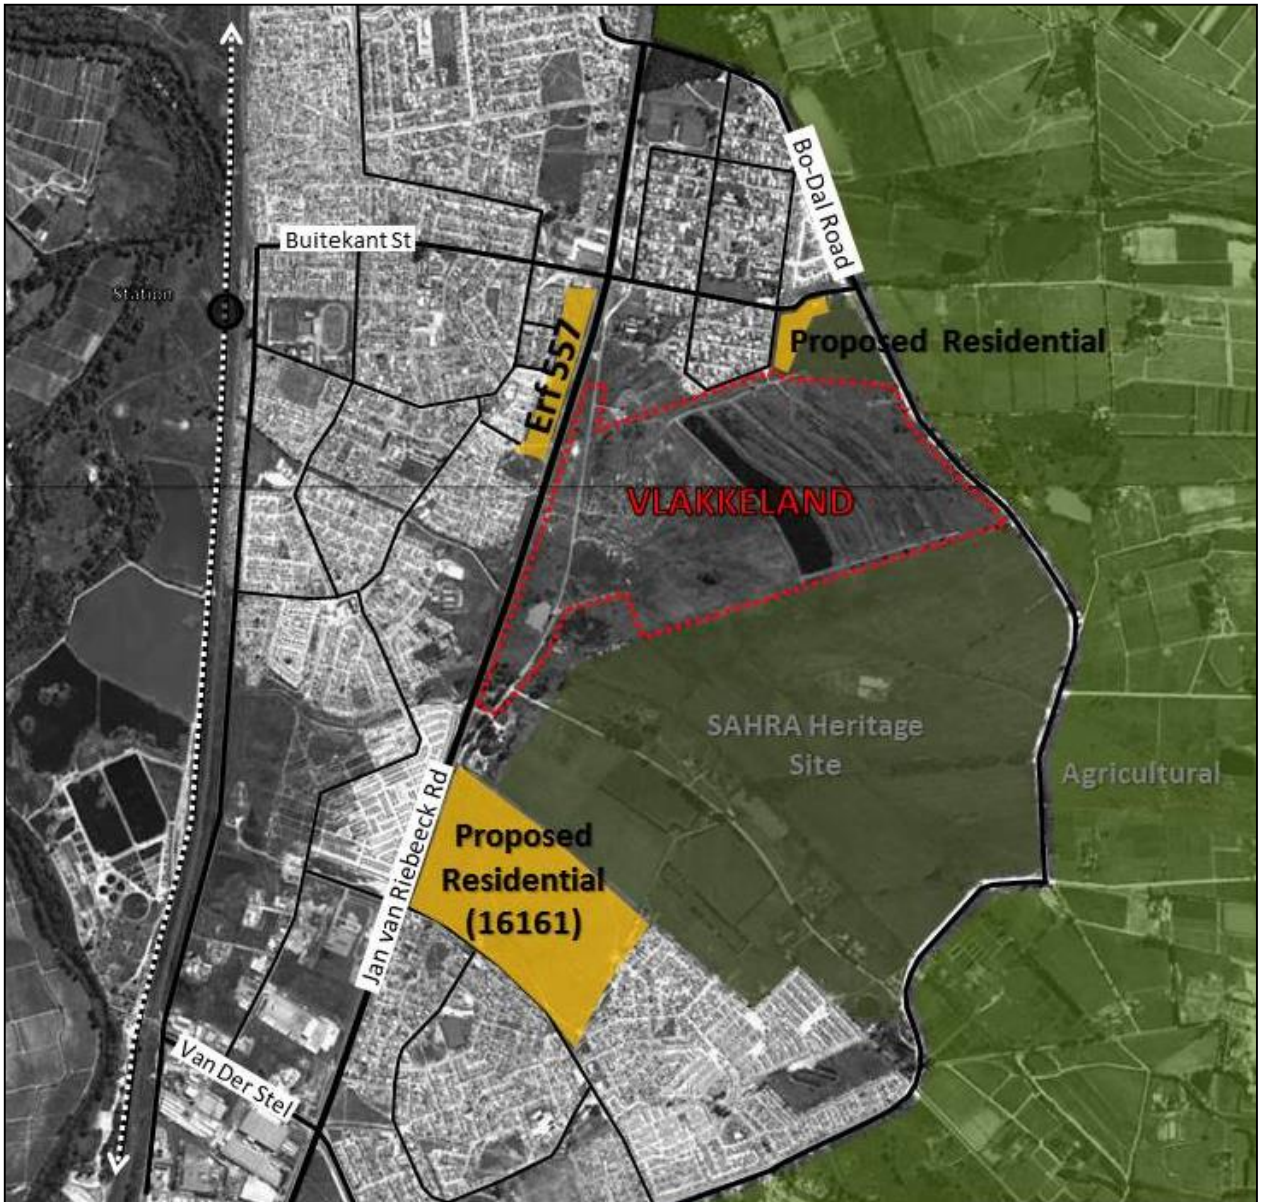 Bo-Dal Road
Buitekant St
Station
Erf 557
Proposed Residential
VLAKKELAND
SAHRA Heritage
Site
Agricultural
Proposed
Residential
(16161)
Jan van Riebeeck Rd
Van Der Stel